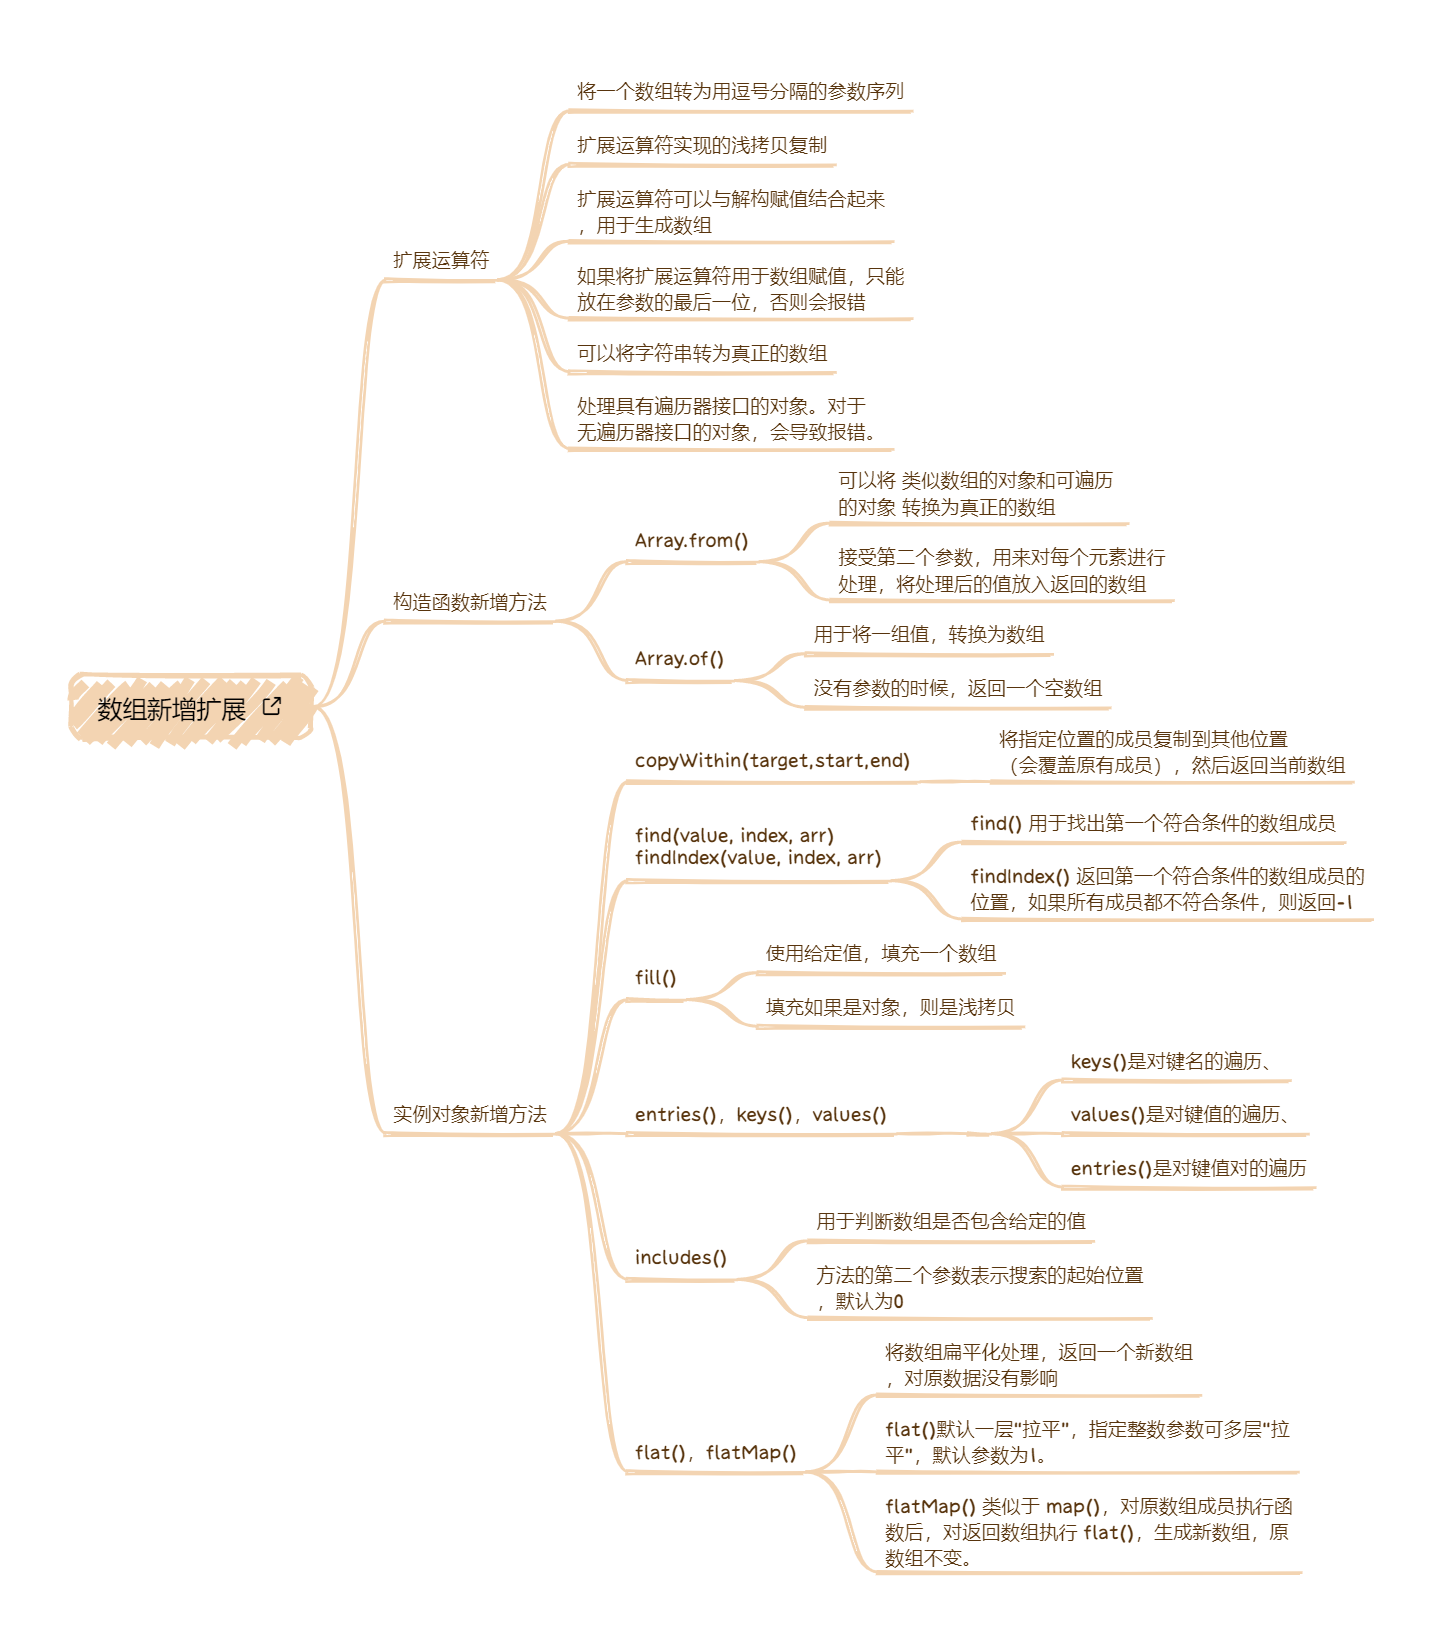 数组新增扩展
扩展运算符
将一个数组转为用逗号分隔的参数序列
扩展运算符实现的浅拷贝复制
扩展运算符可以与解构赋值结合起来
，用于生成数组
如果将扩展运算符用于数组赋值，只能
放在参数的最后一位，否则会报错
可以将字符串转为真正的数组
处理具有遍历器接口的对象。对于
无遍历器接口的对象，会导致报错。
构造函数新增方法
Array.from()
可以将 类似数组的对象和可遍历
的对象 转换为真正的数组
接受第二个参数，用来对每个元素进行
处理，将处理后的值放入返回的数组
Array.of()
用于将一组值，转换为数组
没有参数的时候，返回一个空数组
实例对象新增方法
copyWithin(target,start,end)
将指定位置的成员复制到其他位置
（会覆盖原有成员），然后返回当前数组
find(value, index, arr)
findIndex(value, index, arr)
find() 用于找出第一个符合条件的数组成员
findIndex() 返回第一个符合条件的数组成员的
位置，如果所有成员都不符合条件，则返回-1
fill()
使用给定值，填充一个数组
填充如果是对象，则是浅拷贝
entries()，keys()，values()
keys()是对键名的遍历、
values()是对键值的遍历、
entries()是对键值对的遍历
includes()
用于判断数组是否包含给定的值
方法的第二个参数表示搜索的起始位置
，默认为0
flat()，flatMap()
将数组扁平化处理，返回一个新数组
，对原数据没有影响
flat()默认一层"拉平"，指定整数参数可多层"拉
平"，默认参数为1。
flatMap() 类似于 map()，对原数组成员执行函
数后，对返回数组执行 flat()，生成新数组，原
数组不变。